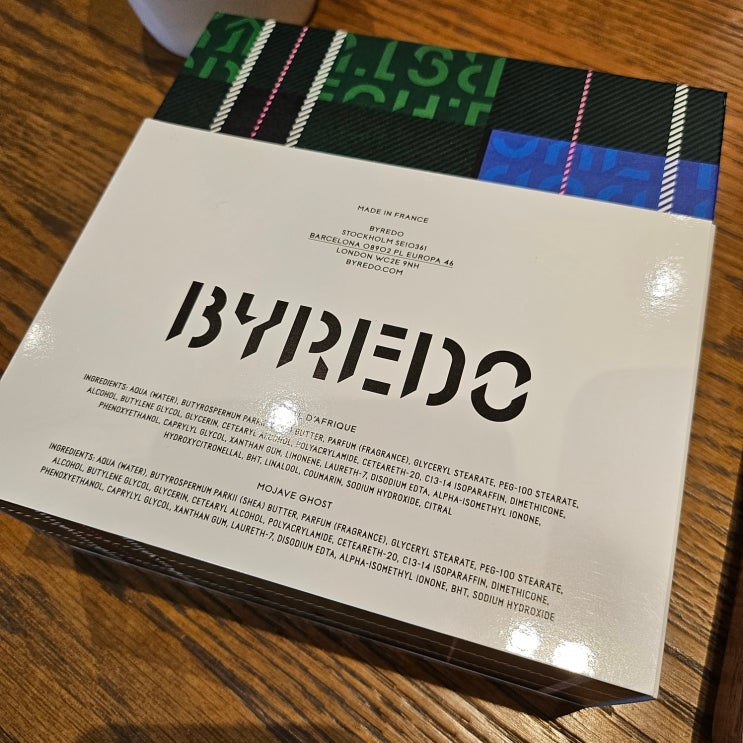 MADE IN FRANCE
BYREDO
STOCKHOLM SE10361
BARCELONA 08902 PL EUROPA 46
LONDON WC2E 9NH
BYREDO.COM
BYREDO
D'AFRIQUE
INGREDIENTS: AQUA (WATER), BUTYROSPERMUM PARKII BUTTER, PARFUM (FRAGRANCE), GLYCERYL STEARATE, PEG-100 STEARATE,
ALCOHOL, BUTYLENE GLYCOL, GLYCERIN, CETEARYL ALCOHOL, POLYACRYLAMIDE, CETEARETH-20, C13-14 ISOPARAFFIN, DIMETHICONE,
PHENOXYETHANOL, CAPRYLYL GLYCOL, XANTHAN GUM, LIMONENE, LAURETH-7, DISODIUM EDTA, ALPHA-ISOMETHYL IONONE,
HYDROXYCITRONELLAL, BHT, LINALOOL, COUMARIN, SODIUM HYDROXIDE, CITRAL
MOJAVE GHOST
INGREDIENTS: AQUA (WATER), BUTYROSPERMUM PARKII (SHEA) BUTTER, PARFUM (FRAGRANCE), GLYCERYL STEARATE, PEG-100 STEARATE,
ALCOHOL, BUTYLENE GLYCOL, GLYCERIN, CETEARYL ALCOHOL, POLYACRYLAMIDE, CETEARETH-20, C13-14 ISOPARAFFIN, DIMETHICONE,
PHENOXYETHANOL, CAPRYLYL GLYCOL, XANTHAN GUM, LAURETH-7, DISODIUM EDTA, ALPHA-ISOMETHYL IONONE, BHT, SODIUM HYDROXIDE